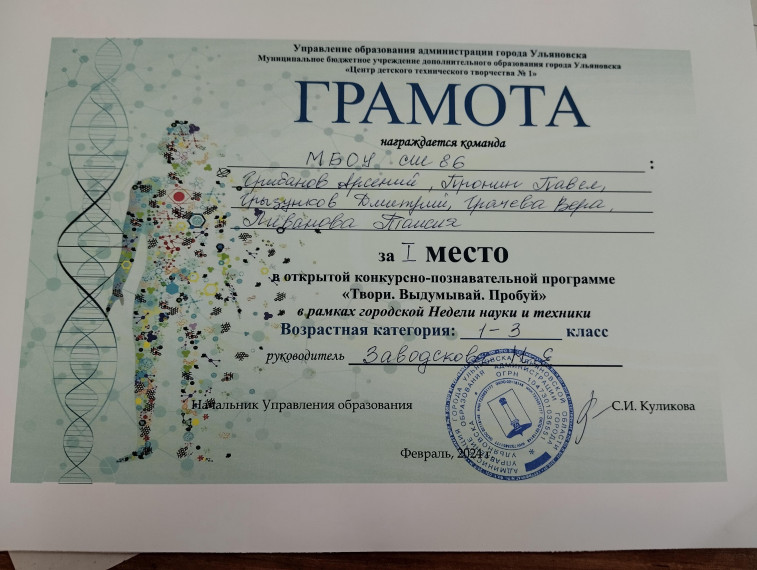 Управление образования администрации города Ульяновска
Муниципальное бюджетное учреждение дополнительного образования города Ульяновска
«Центр детского технического творчества № 1»
ГРАМОТА
награждается команда
МБОУ СШ 86 :
Грибанов Арсений, Пронин Павел,
Грызунков Дмитрий, Грачева Вера,
Ливанова Таисия
за I место
в открытой конкурсно-познавательной программе
«Твори. Выдумывай. Пробуй»
в рамках городской Недели науки и техники
Возрастная категория: 1-3 класс
руководитель Заводскова
Начальник Управления образования
С.И. Куликова
Февраль, 2024 г.